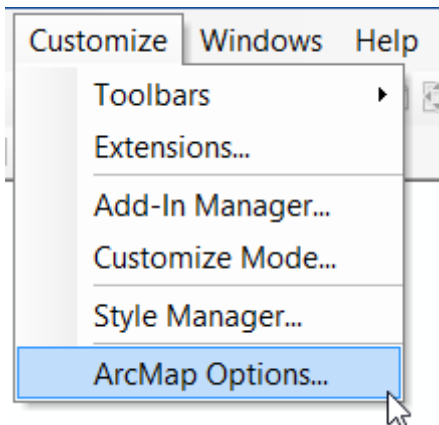 Customize Windows Help
Toolbars
Extensions...
Add-In Manager...
Customize Mode...
Style Manager...
ArcMap Options...